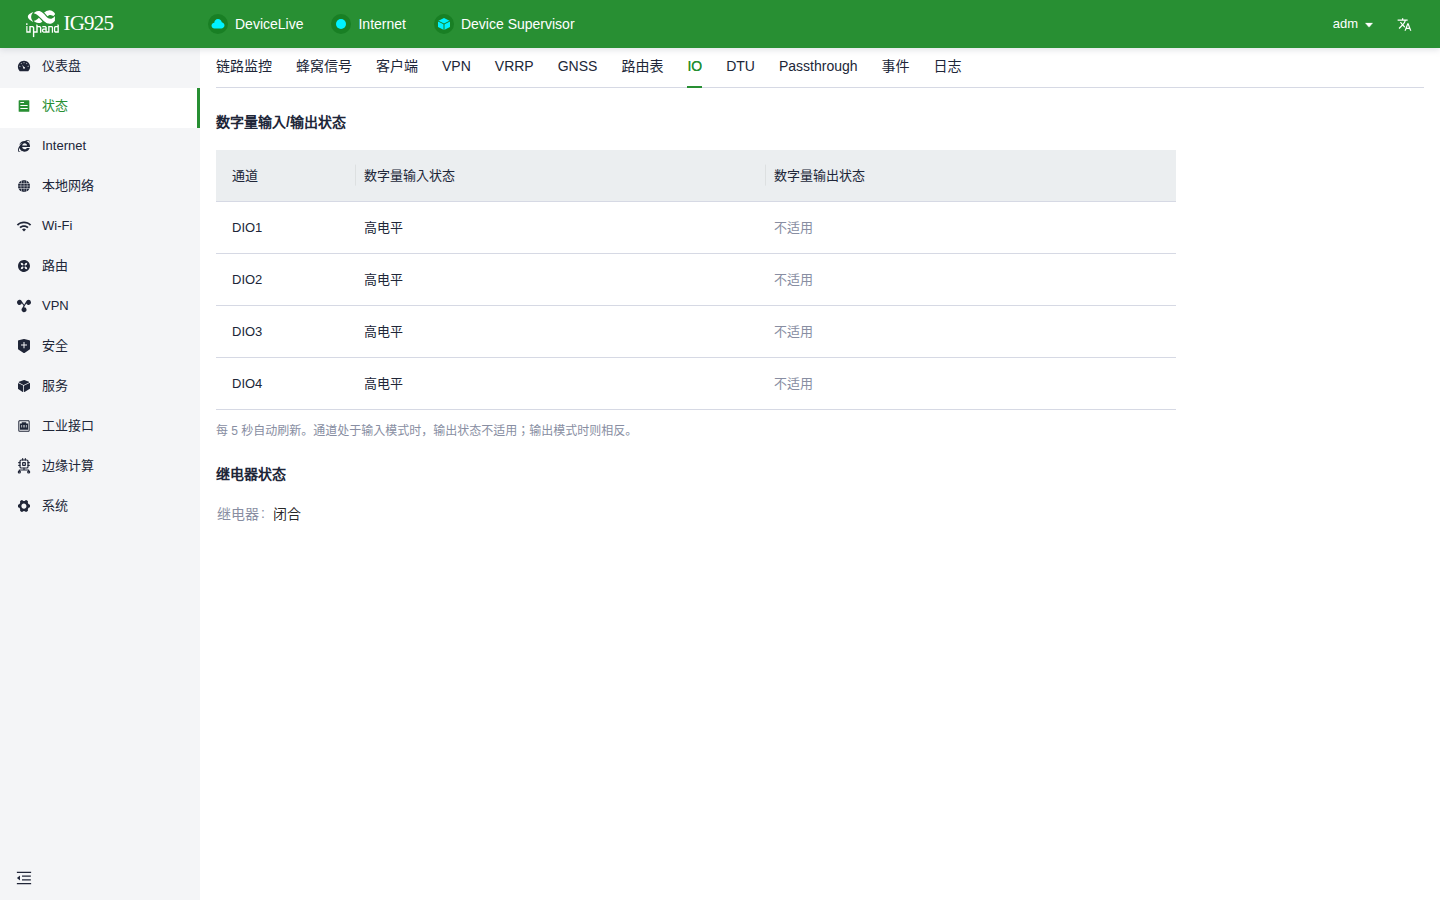 inhand IG925
DeviceLive
Internet
Device Supervisor
adm
仪表盘
状态
Internet
本地网络
Wi-Fi
路由
VPN
安全
服务
工业接口
边缘计算
系统
链路监控 蜂窝信号 客户端 VPN VRRP GNSS 路由表 IO DTU Passthrough 事件 日志
数字量输入/输出状态
通道 数字量输入状态 数字量输出状态
DIO1 高电平 不适用
DIO2 高电平 不适用
DIO3 高电平 不适用
DIO4 高电平 不适用
每 5 秒自动刷新。通道处于输入模式时，输出状态不适用；输出模式时则相反。
继电器状态
继电器： 闭合